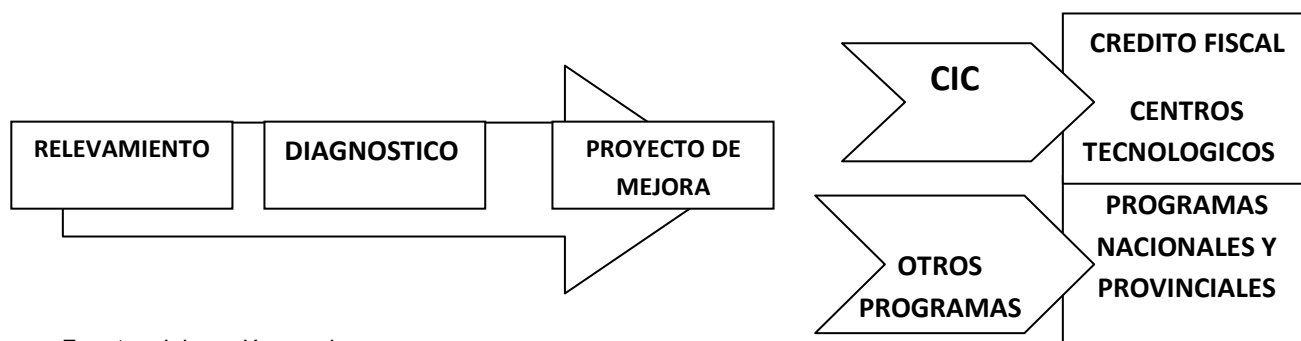 RELEVAMIENTO
DIAGNOSTICO
PROYECTO DE
MEJORA
CIC
CREDITO FISCAL
CENTROS
TECNOLOGICOS
OTROS
PROGRAMAS
PROGRAMAS
NACIONALES Y
PROVINCIALES